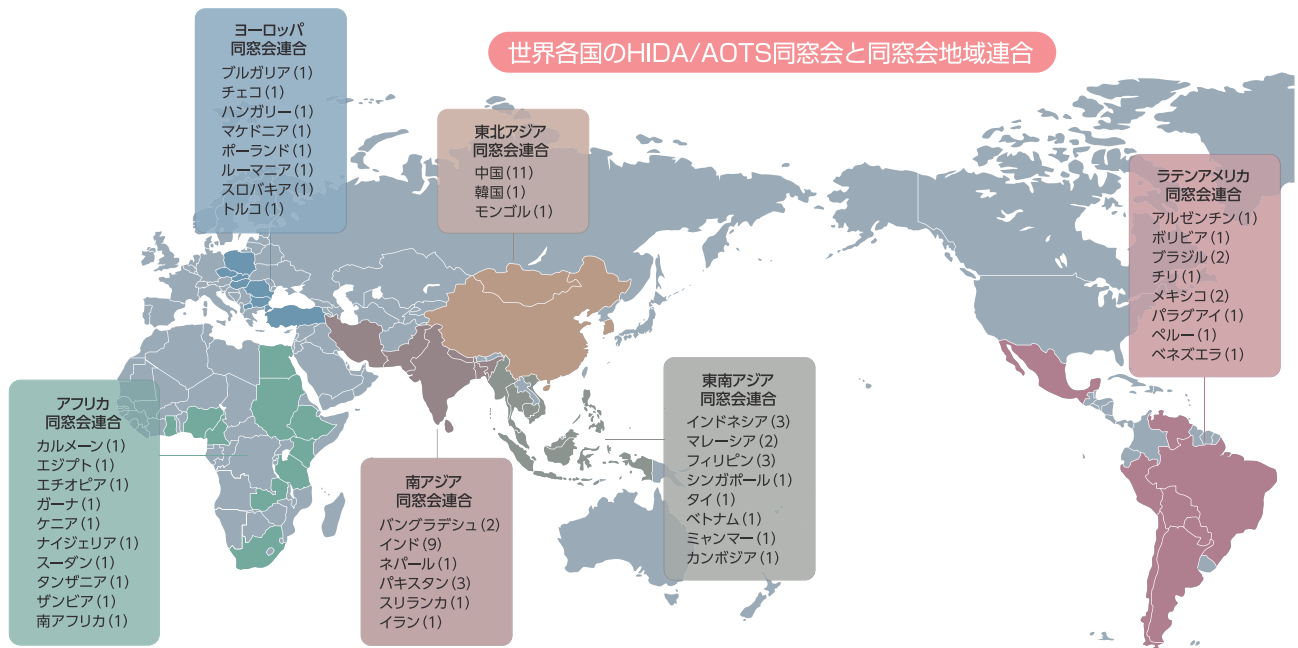 世界各国のHIDA/AOTS同窓会と同窓会地域連合
ヨーロッパ
同窓会連合
ブルガリア(1)
チェコ(1)
ハンガリー(1)
マケドニア(1)
ポーランド(1)
ルーマニア(1)
スロバキア(1)
トルコ(1)
東北アジア
同窓会連合
中国(11)
韓国(1)
モンゴル(1)
ラテンアメリカ
同窓会連合
アルゼンチン(1)
ボリビア(1)
ブラジル(2)
チリ(1)
メキシコ(2)
パラグアイ(1)
ペルー(1)
ベネズエラ(1)
アフリカ
同窓会連合
カルメーン(1)
エジプト(1)
エチオピア(1)
ガーナ(1)
ケニア(1)
ナイジェリア(1)
スーダン(1)
タンザニア(1)
ザンビア(1)
南アフリカ(1)
南アジア
同窓会連合
バングラデシュ(2)
インド(9)
ネパール(1)
パキスタン(3)
スリランカ(1)
イラン(1)
東南アジア
同窓会連合
インドネシア(3)
マレーシア(2)
フィリピン(3)
シンガポール(1)
タイ(1)
ベトナム(1)
ミャンマー(1)
カンボジア(1)